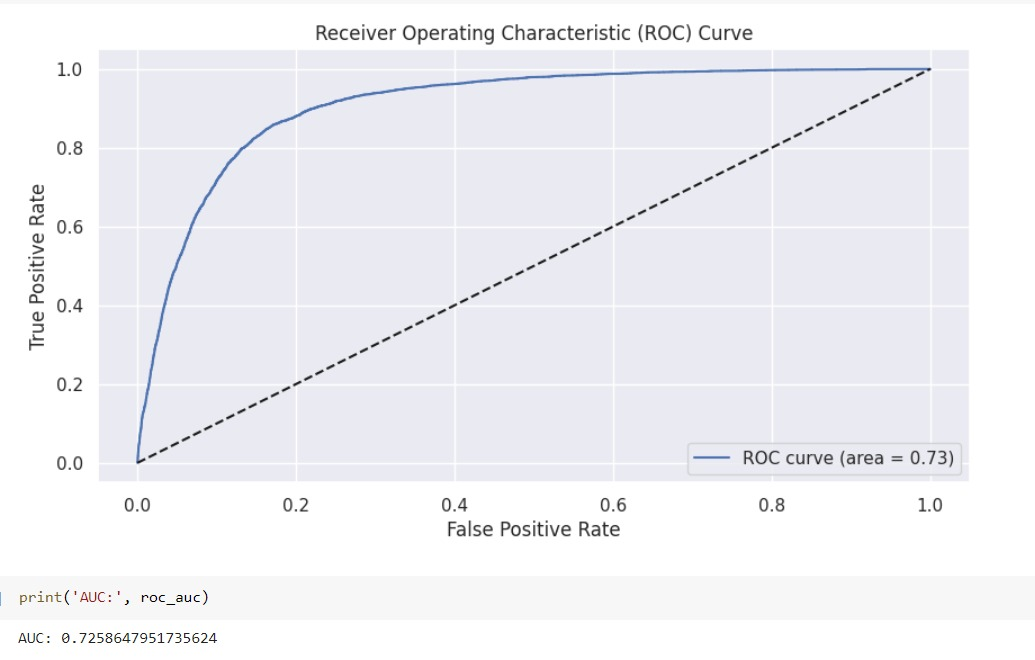 Receiver Operating Characteristic (ROC) Curve
1.0
0.8
0.6
0.4
0.2
0.0
True Positive Rate
ROC curve (area = 0.73)
0.0 0.2 0.4 0.6 0.8 1.0
False Positive Rate
print('AUC:', roc_auc)
AUC: 0.7258647951735624